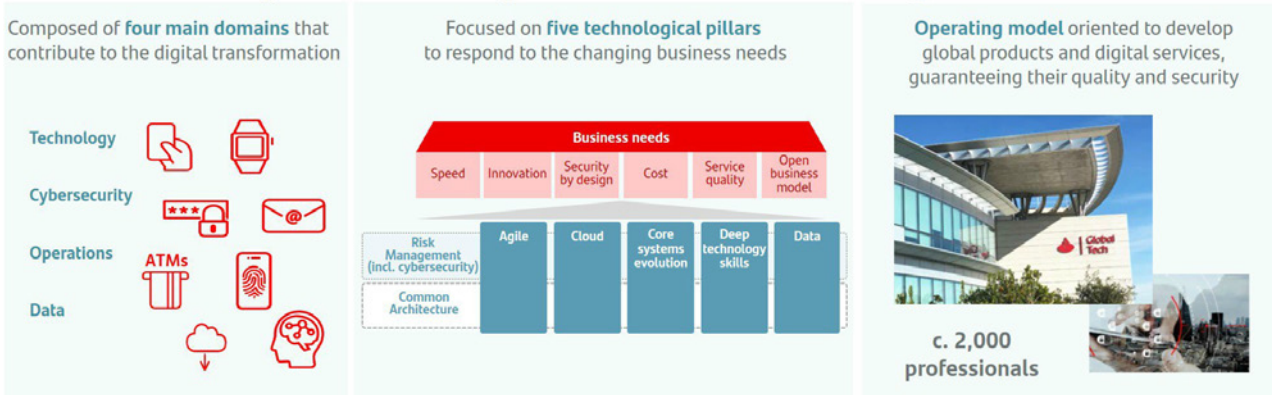 Composed of four main domains that
contribute to the digital transformation
Technology
Cybersecurity
***
@
Operations
ATMs
Data
Focused on five technological pillars
to respond to the changing business needs
Business needs
Speed
Innovation
Security
by design
Cost
Service
quality
Open
business
model
Risk
Management
(incl. cybersecurity)
Common
Architecture
Agile
Cloud
Core
systems
evolution
Deep
technology
skills
Data
Operating model oriented to develop
global products and digital services,
guaranteeing their quality and security
Global
Tech
c. 2,000
professionals